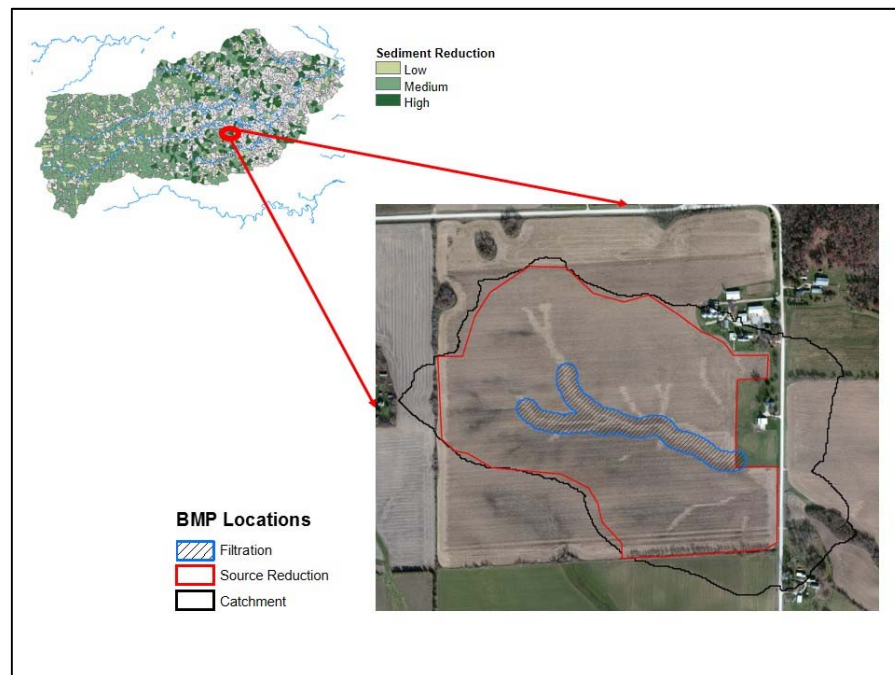 Sediment Reduction
Low
Medium
High
BMP Locations
Filtration
Source Reduction
Catchment